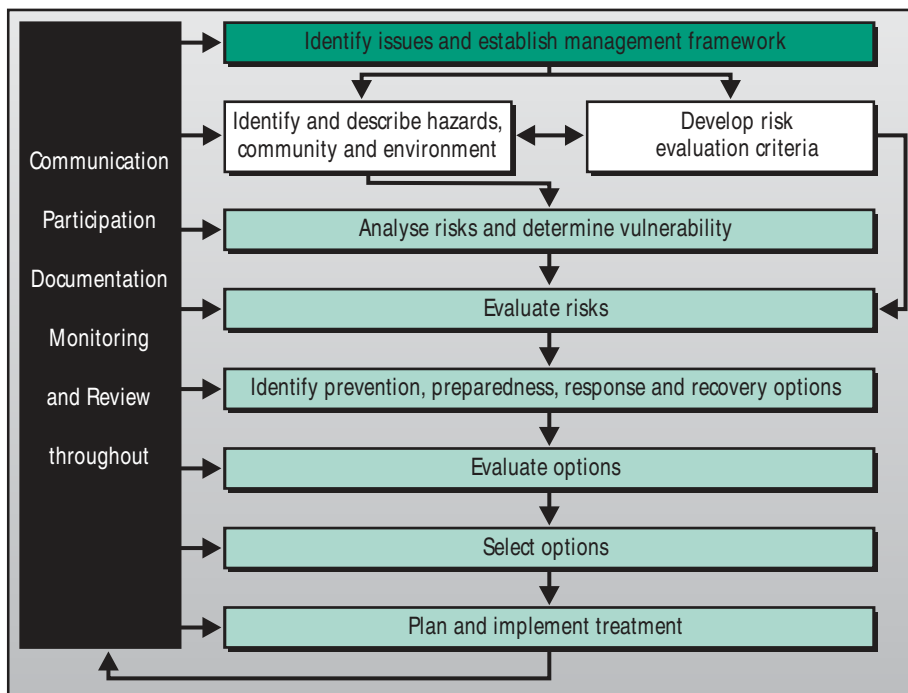 Identify issues and establish management framework
Identify and describe hazards,
community and environment
Develop risk
evaluation criteria
Communication
Participation
Documentation
Monitoring
and Review
throughout
Analyse risks and determine vulnerability
Evaluate risks
Identify prevention, preparedness, response and recovery options
Evaluate options
Select options
Plan and implement treatment